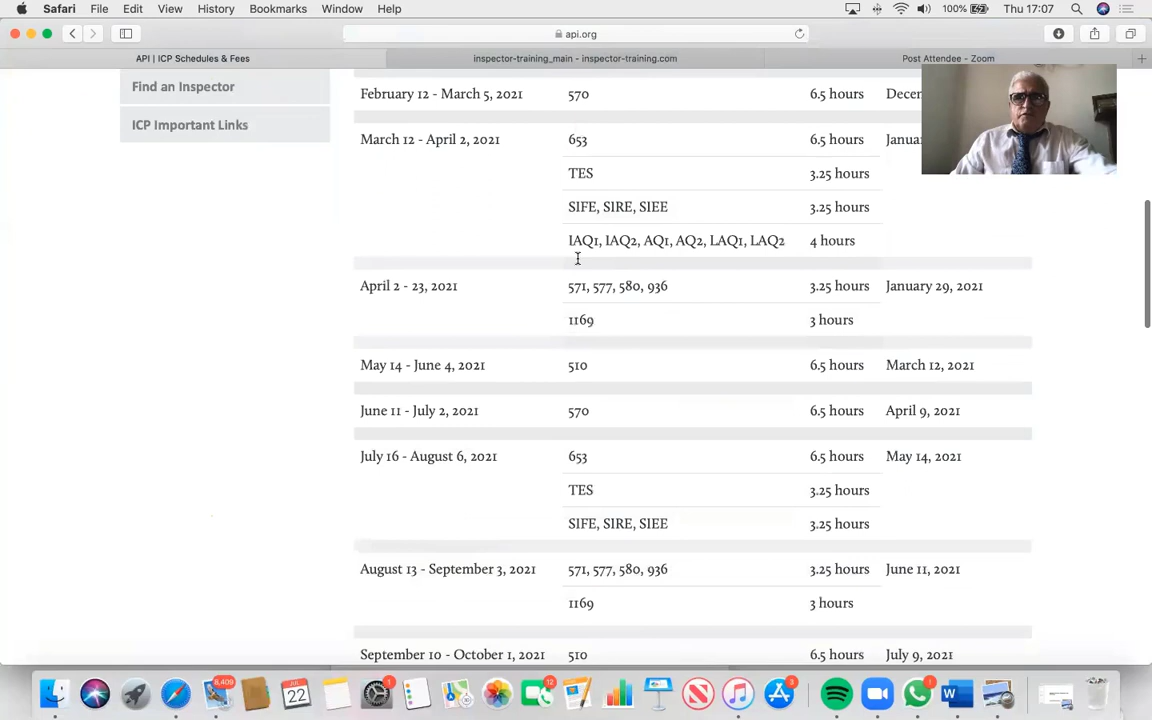 Safari File Edit View History Bookmarks Window Help 100% Thu 17:07
api.org
API | ICP Schedules & Fees inspector-training_main - inspector-training.com Post Attendee - Zoom
Find an Inspector
ICP Important Links
February 12 - March 5, 2021 570 6.5 hours
March 12 - April 2, 2021 653 6.5 hours
TES 3.25 hours
SIFE, SIRE, SIEE 3.25 hours
IAQ1, IAQ2, AQ1, AQ2, LAQ1, LAQ2 4 hours
April 2 - 23, 2021 571, 577, 580, 936 3.25 hours January 29, 2021
1169 3 hours
May 14 - June 4, 2021 510 6.5 hours March 12, 2021
June 11 - July 2, 2021 570 6.5 hours April 9, 2021
July 16 - August 6, 2021 653 6.5 hours May 14, 2021
TES 3.25 hours
SIFE, SIRE, SIEE 3.25 hours
August 13 - September 3, 2021 571, 577, 580, 936 3.25 hours June 11, 2021
1169 3 hours
September 10 - October 1, 2021 510 6.5 hours July 9, 2021
8,409
JUL
22
1
12
3